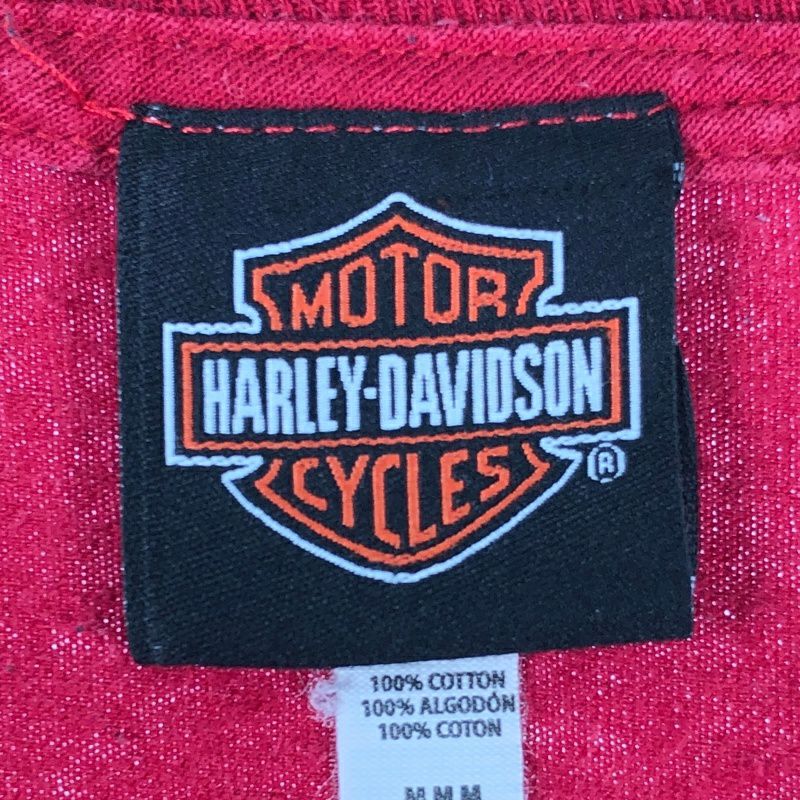 MOTOR
HARLEY-DAVIDSON
CYCLES
®
100% COTTON
100% ALGODÓN
100% COTON
M M M